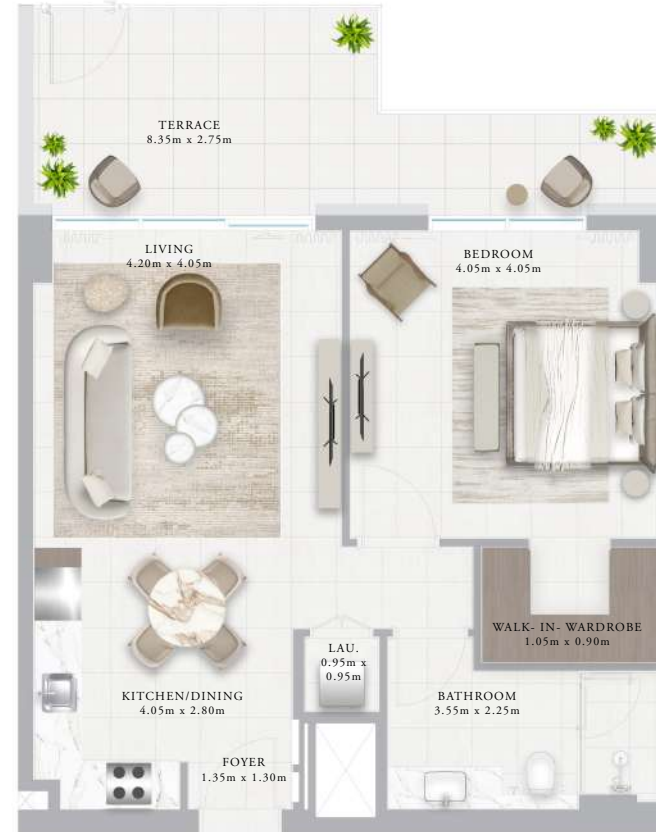 TERRACE
8.35m x 2.75m
LIVING
4.20m x 4.05m
BEDROOM
4.05m x 4.05m
WALK- IN- WARDROBE
1.05m x 0.90m
LAU.
0.95m x
0.95m
KITCHEN/DINING
4.05m x 2.80m
BATHROOM
3.55m x 2.25m
FOYER
1.35m x 1.30m